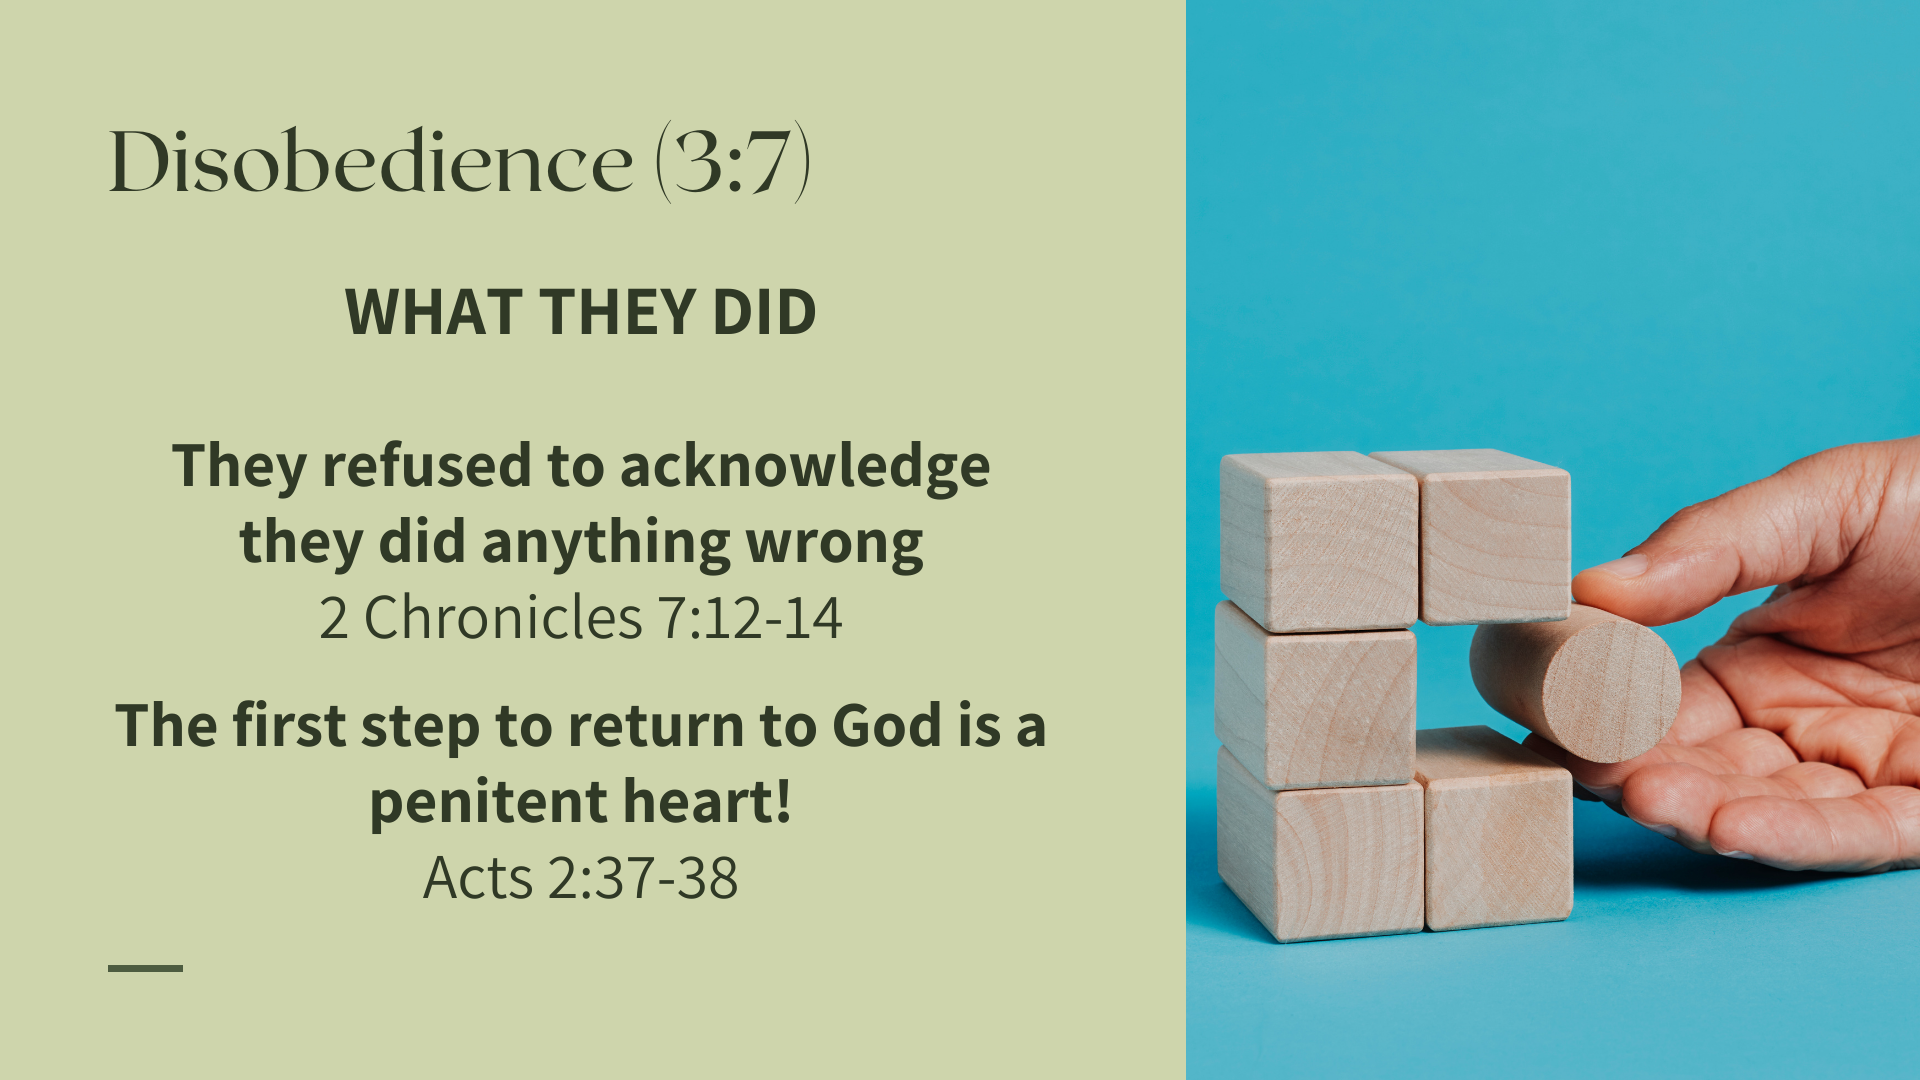 Disobedience (3:7)
WHAT THEY DID
They refused to acknowledge
they did anything wrong
2 Chronicles 7:12-14
The first step to return to God is a
penitent heart!
Acts 2:37-38